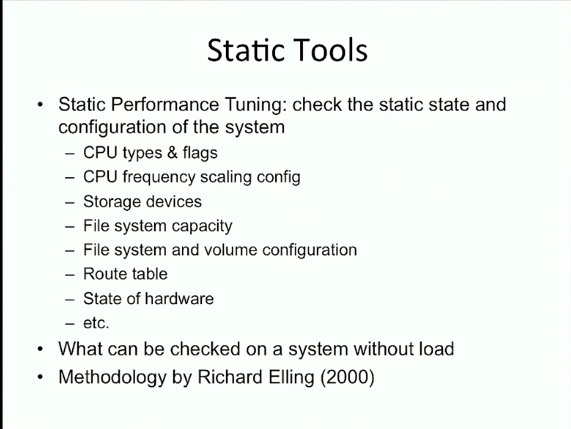 Static Tools
• Static Performance Tuning: check the static state and
configuration of the system
– CPU types & flags
– CPU frequency scaling config
– Storage devices
– File system capacity
– File system and volume configuration
– Route table
– State of hardware
– etc.
• What can be checked on a system without load
• Methodology by Richard Elling (2000)